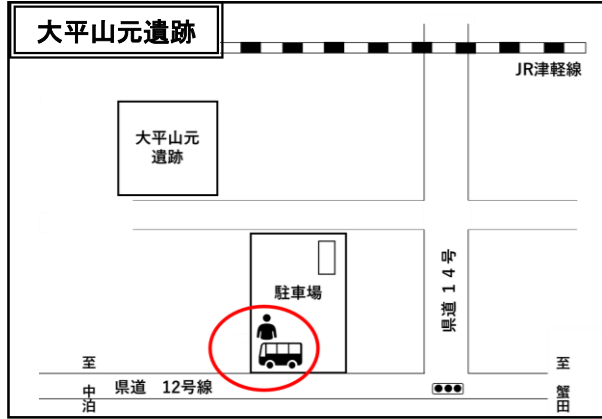 大平山元遺跡
JR津軽線
大平山元
遺跡
駐車場
県道14号
至
中泊
県道 12号線
至
蟹田